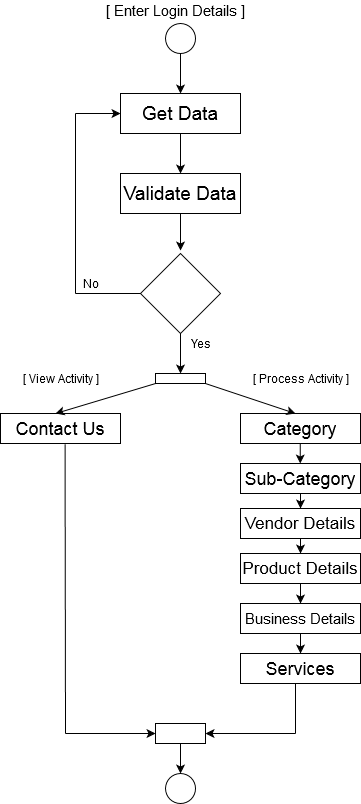 [ Enter Login Details ]
Get Data
Validate Data
No
Yes
[ View Activity ]
[ Process Activity ]
Contact Us
Category
Sub-Category
Vendor Details
Product Details
Business Details
Services